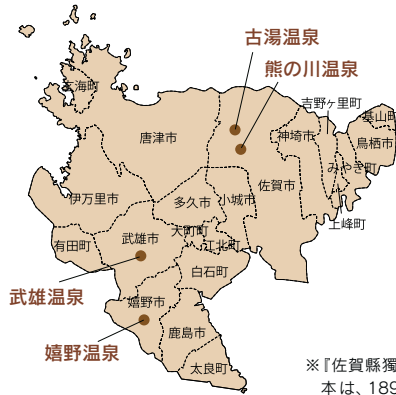 古湯温泉
熊の川温泉
吉野ヶ里町
基山町
玄海町
唐津市
神埼市
鳥栖市
みやき町
佐賀市
伊万里市
多久市
小城市
上峰町
大町町
江北町
有田町
武雄市
白石町
武雄温泉
嬉野市
鹿島市
嬉野温泉
太良町
※『佐賀縣獨
本は、189